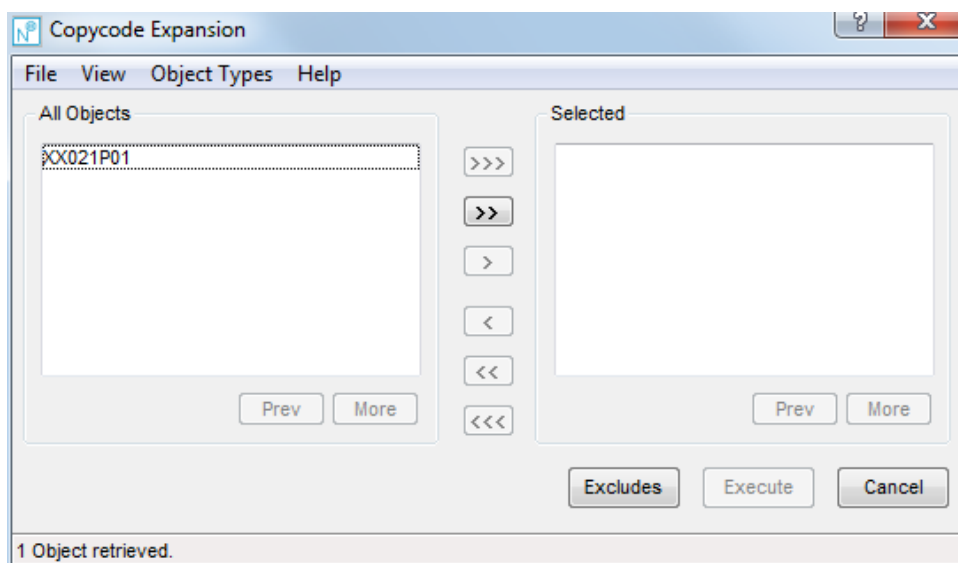 N Copycode Expansion ? X
File View Object Types Help
All Objects
Selected
XX021P01
>>>
>>
>
<
<<
<<<
Prev More
Prev More
Excludes Execute Cancel
1 Object retrieved.